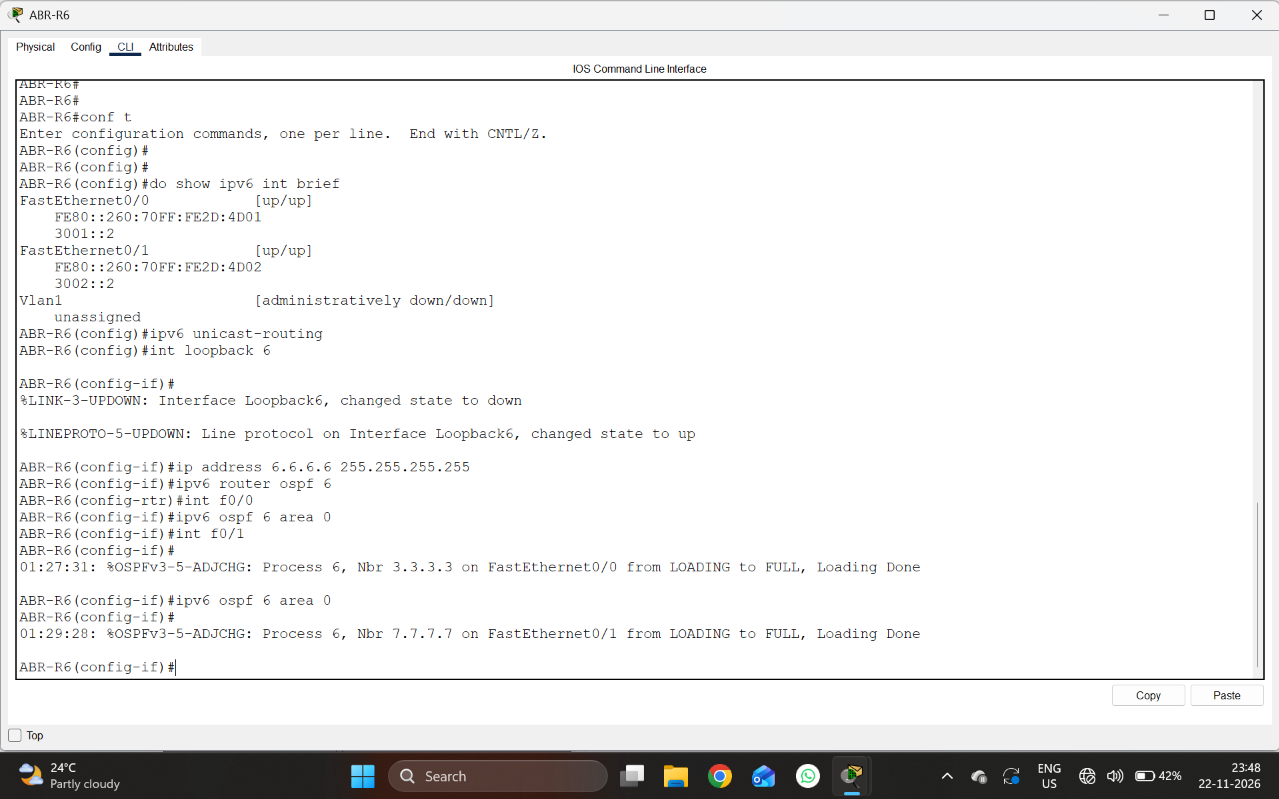 ABR-R6
Physical Config CLI Attributes
IOS Command Line Interface
ABR-R6#
ABR-R6#
ABR-R6#conf t
Enter configuration commands, one per line.  End with CNTL/Z.
ABR-R6(config)#
ABR-R6(config)#
ABR-R6(config)#do show ipv6 int brief
FastEthernet0/0            [up/up]
    FE80::260:70FF:FE2D:4D01
    3001::2
FastEthernet0/1            [up/up]
    FE80::260:70FF:FE2D:4D02
    3002::2
Vlan1                      [administratively down/down]
    unassigned
ABR-R6(config)#ipv6 unicast-routing
ABR-R6(config)#int loopback 6
ABR-R6(config-if)#
%LINK-3-UPDOWN: Interface Loopback6, changed state to down
%LINEPROTO-5-UPDOWN: Line protocol on Interface Loopback6, changed state to up
ABR-R6(config-if)#ip address 6.6.6.6 255.255.255.255
ABR-R6(config-if)#ipv6 router ospf 6
ABR-R6(config-rtr)#int f0/0
ABR-R6(config-if)#ipv6 ospf 6 area 0
ABR-R6(config-if)#int f0/1
ABR-R6(config-if)#
01:27:31: %OSPFv3-5-ADJCHG: Process 6, Nbr 3.3.3.3 on FastEthernet0/0 from LOADING to FULL, Loading Done
ABR-R6(config-if)#ipv6 ospf 6 area 0
ABR-R6(config-if)#
01:29:28: %OSPFv3-5-ADJCHG: Process 6, Nbr 7.7.7.7 on FastEthernet0/1 from LOADING to FULL, Loading Done
ABR-R6(config-if)#
Copy Paste
Top
24°C
Partly cloudy
Search
ENG
US
42%
23:48
22-11-2026